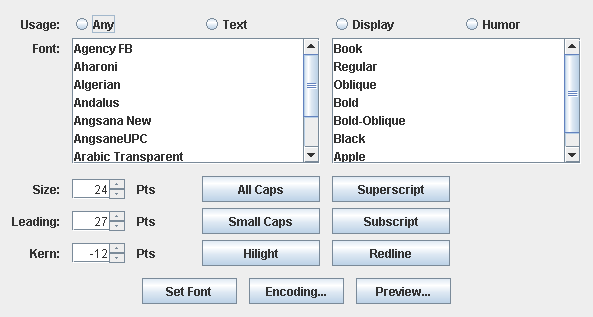 Usage: Any Text Display Humor
Font:
Agency FB
Aharoni
Algerian
Andalus
Angsana New
AngsaneUPC
Arabic Transparent
Book
Regular
Oblique
Bold
Bold-Oblique
Black
Apple
Size: 24 Pts All Caps Superscript
Leading: 27 Pts Small Caps Subscript
Kern: -12 Pts Hilight Redline
Set Font Encoding... Preview...